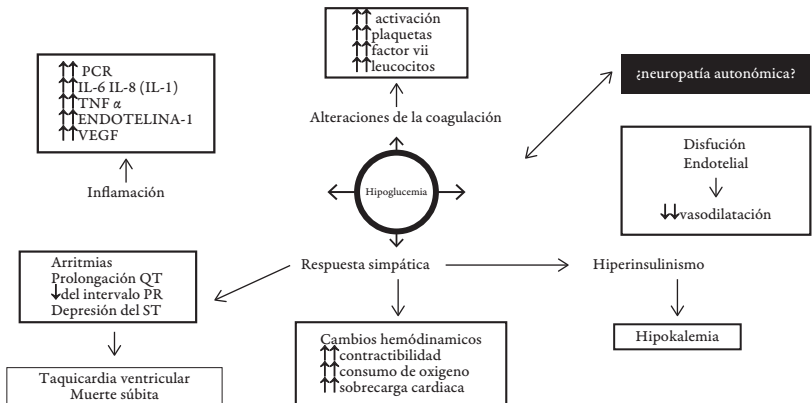 ↑↑ activación
↑↑plaquetas
↑↑factor vii
↑↑leucocitos
Alteraciones de la coagulación
↑↑ PCR
↑↑IL-6 IL-8 (IL-1)
↑↑TNF α
↑↑ENDOTELINA-1
↑↑VEGF
Inflamación
¿neuropatía autonómica?
Disfución
Endotelial
↓↓vasodilatación
Hipoglucemia
Respuesta simpática
Hiperinsulinismo
Hipokalemia
Arritmias
Prolongación QT
↓del intervalo PR
Depresión del ST
Taquicardia ventricular
Muerte súbita
Cambios hemódinamicos
↑↑contractibilidad
↑↑consumo de oxigeno
↑↑sobrecarga cardiaca